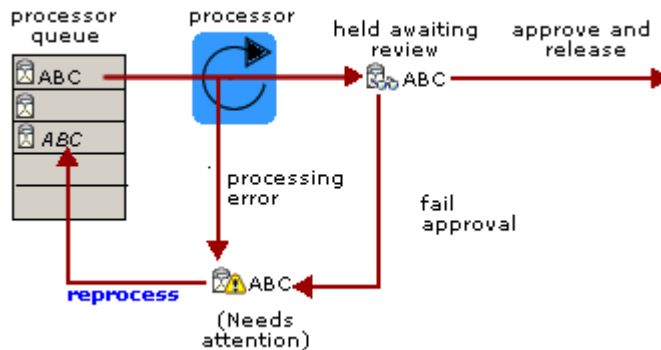 processor
queue
processor
held awaiting
review
approve and
release
ABC
ABC
ABC
processing
error
fail
approval
reprocess
ABC
(Needs
attention)